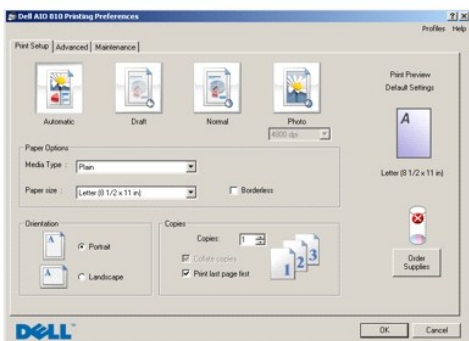 Dell AIO 810 Printing Preferences
Profiles Help
Print Setup Advanced Maintenance
Automatic
Draft
Normal
Photo
4800 dpi
Print Preview
Default Settings
A
Letter (8 1/2 x 11 in)
Paper Options
Media Type :
Plain
Paper size :
Letter (8 1/2 x 11 in)
Borderless
Orientation
A
Portrait
A
Landscape
Copies
Copies:
1
Collate copies
Print last page first
1 2 3
Order
Supplies
DELL™
OK
Cancel